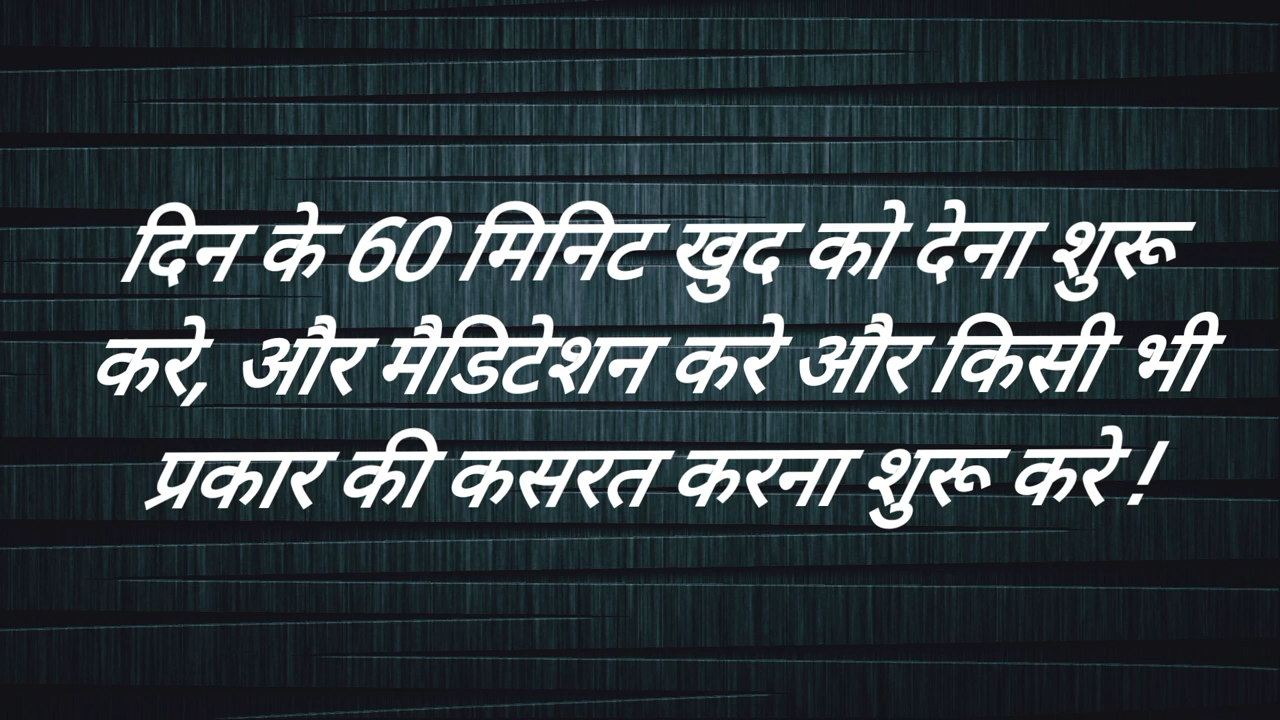 दिन के 60 मिनिट खुद को देना शुरू
करे, और मैडिटेशन करे और किसी भी
प्रकार की कसरत करना शुरू करे !